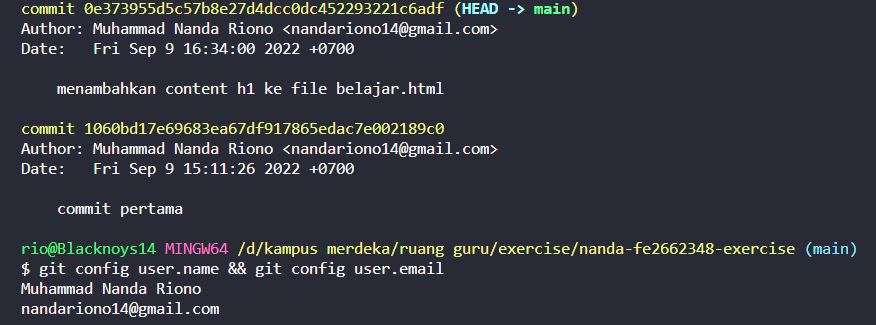 commit 0e373955d5c57b8e27d4dcc0dc452293221c6adf (HEAD -> main)
Author: Muhammad Nanda Riono <nandariono14@gmail.com>
Date:   Fri Sep 9 16:34:00 2022 +0700
menambahkan content h1 ke file belajar.html
commit 1060bd17e69683ea67df917865edac7e002189c0
Author: Muhammad Nanda Riono <nandariono14@gmail.com>
Date:   Fri Sep 9 15:11:26 2022 +0700
commit pertama
rio@Blacknoys14 MINGW64 /d/kampus merdeka/ruang guru/exercise/nanda-fe2662348-exercise (main)
$ git config user.name && git config user.email
Muhammad Nanda Riono
nandariono14@gmail.com